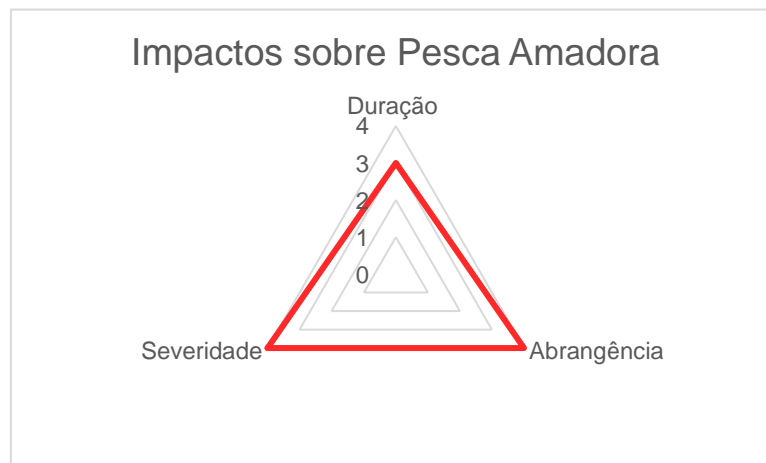 Impactos sobre Pesca Amadora
Duração
4
3
2
1
0
Severidade
Abrangência